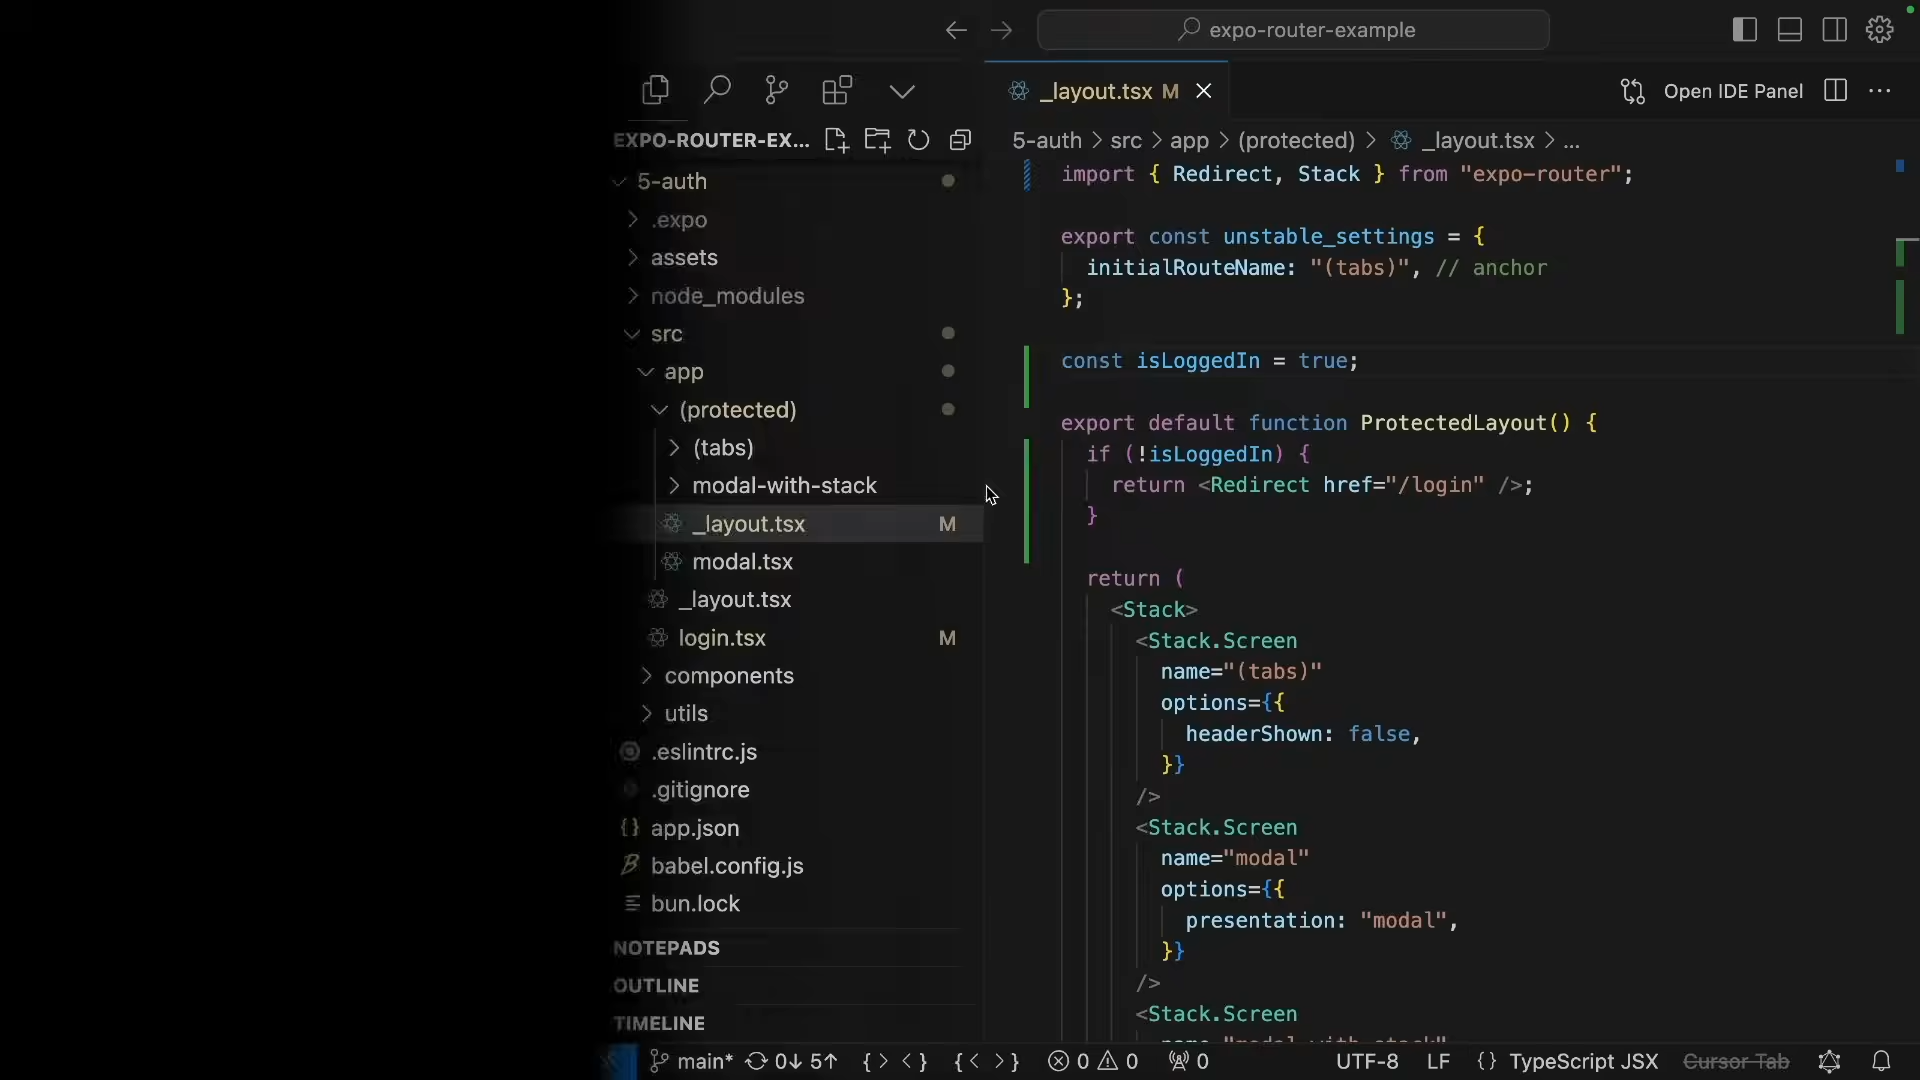 expo-router-example
_layout.tsx M
Open IDE Panel
EXPO-ROUTER-EX...
5-auth
.expo
assets
node_modules
src
app
(protected)
(tabs)
modal-with-stack
_layout.tsx M
modal.tsx
_layout.tsx
login.tsx M
components
utils
.eslintrc.js
.gitignore
app.json
babel.config.js
bun.lock
NOTEPADS
OUTLINE
TIMELINE
5-auth > src > app > (protected) > _layout.tsx > ...
import { Redirect, Stack } from "expo-router";
export const unstable_settings = {
initialRouteName: "(tabs)", // anchor
};
const isLoggedIn = true;
export default function ProtectedLayout() {
if (!isLoggedIn) {
return <Redirect href="/login" />;
}
return (
<Stack>
<Stack.Screen
name="(tabs)"
options={{
headerShown: false,
}}
/>
<Stack.Screen
name="modal"
options={{
presentation: "modal",
}}
/>
<Stack.Screen
name="modal-with-stack"
main* 0↓ 5↑ 0 0 0
UTF-8 LF {} TypeScript JSX Cursor Tab